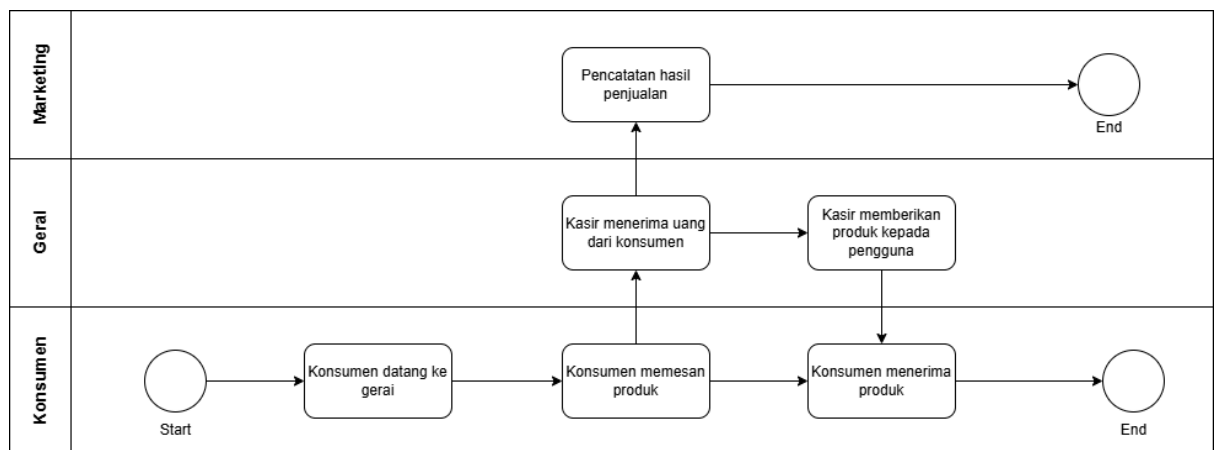 Marketing
Pencatatan hasil
penjualan
End
Gerai
Kasir menerima uang
dari konsumen
Kasir memberikan
produk kepada
pengguna
Konsumen
Start
Konsumen datang ke
gerai
Konsumen memesan
produk
Konsumen menerima
produk
End